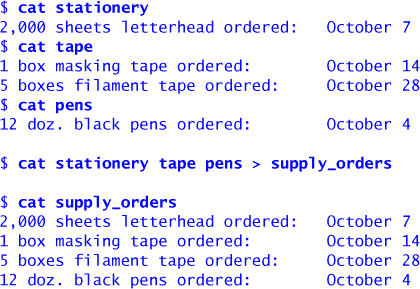 $ cat stationery
2,000 sheets letterhead ordered:   October 7
$ cat tape
1 box masking tape ordered:        October 14
5 boxes filament tape ordered:     October 28
$ cat pens
12 doz. black pens ordered:        October 4
$ cat stationery tape pens > supply_orders
$ cat supply_orders
2,000 sheets letterhead ordered:   October 7
1 box masking tape ordered:        October 14
5 boxes filament tape ordered:     October 28
12 doz. black pens ordered:        October 4